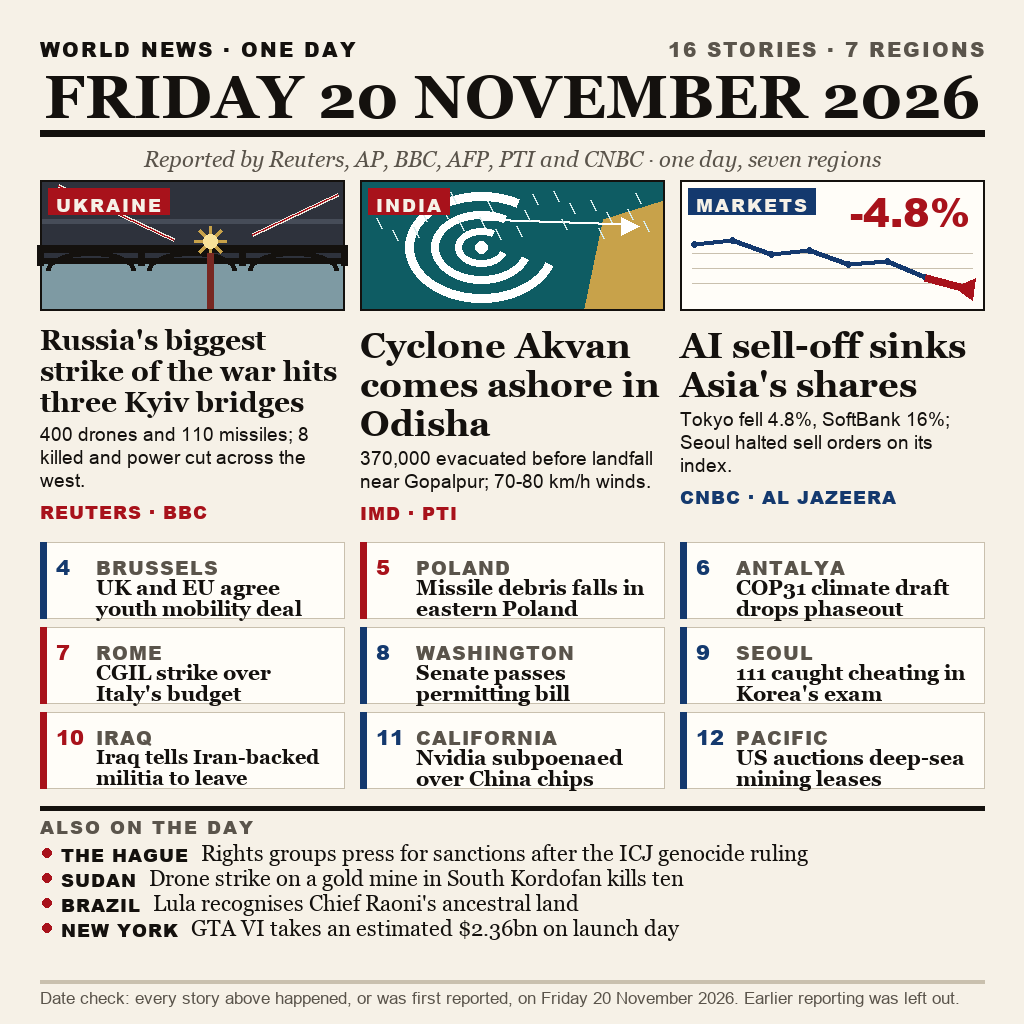 WORLD NEWS · ONE DAY
16 STORIES · 7 REGIONS
FRIDAY 20 NOVEMBER 2026
Reported by Reuters, AP, BBC, AFP, PTI and CNBC · one day, seven regions
UKRAINE
Russia's biggest
strike of the war hits
three Kyiv bridges
400 drones and 110 missiles; 8
killed and power cut across the
west.
REUTERS · BBC
INDIA
Cyclone Akvan
comes ashore in
Odisha
370,000 evacuated before landfall
near Gopalpur; 70-80 km/h winds.
IMD · PTI
MARKETS
-4.8%
AI sell-off sinks
Asia's shares
Tokyo fell 4.8%, SoftBank 16%;
Seoul halted sell orders on its
index.
CNBC · AL JAZEERA
4 BRUSSELS
UK and EU agree
youth mobility deal
5 POLAND
Missile debris falls in
eastern Poland
6 ANTALYA
COP31 climate draft
drops phaseout
7 ROME
CGIL strike over
Italy's budget
8 WASHINGTON
Senate passes
permitting bill
9 SEOUL
111 caught cheating in
Korea's exam
10 IRAQ
Iraq tells Iran-backed
militia to leave
11 CALIFORNIA
Nvidia subpoenaed
over China chips
12 PACIFIC
US auctions deep-sea
mining leases
ALSO ON THE DAY
THE HAGUE Rights groups press for sanctions after the ICJ genocide ruling
SUDAN Drone strike on a gold mine in South Kordofan kills ten
BRAZIL Lula recognises Chief Raoni's ancestral land
NEW YORK GTA VI takes an estimated $2.36bn on launch day
Date check: every story above happened, or was first reported, on Friday 20 November 2026. Earlier reporting was left out.